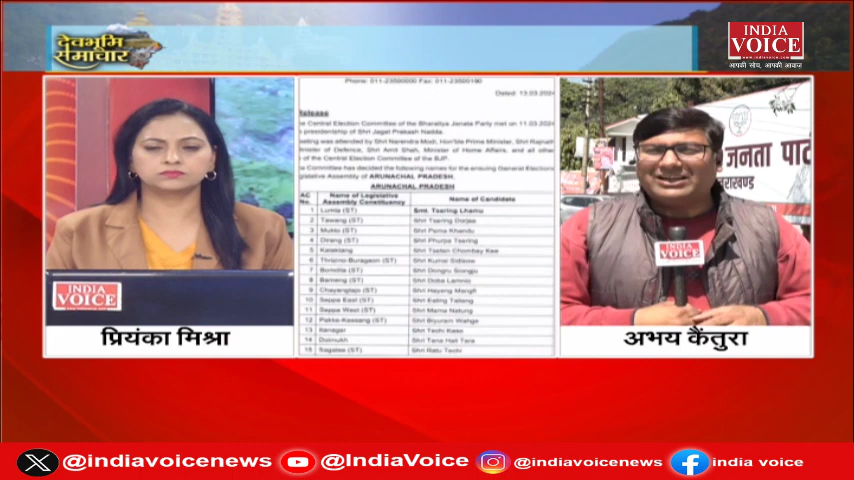 देवभूमि
समाचार
INDIA
VOICE
आपकी सोच, आपकी आवाज
Phone: 011-23500000 Fax: 011-23500190
Dated: 13.03.2024
Release
Central Election Committee of the Bharatiya Janata Party met on 11.03.2024
presidentship of Shri Jagat Prakash Nadda.
was attended by Shri Narendra Modi, Hon'ble Prime Minister, Shri Rajnath
Minister of Defence, Shri Amit Shah, Minister of Home Affairs, and all other
of the Central Election Committee of the BJP.
Committee has decided the following names for the ensuing General Elections
Legislative Assembly of ARUNACHAL PRADESH.
ARUNACHAL PRADESH
AC No. Name of Legislative Assembly Constituency Name of Candidate
1 Lumla (ST) Smt. Tsering Lhamu
2 Tawang (ST) Shri Tsering Dorjee
3 Mukto (ST) Shri Pema Khandu
4 Dirang (ST) Shri Phurpa Tsering
5 Kalaktang Shri Tseten Chombay Kee
6 Thrizino-Buragaon (ST) Shri Kumsi Sidisow
7 Bomdila (ST) Shri Dongru Siongju
8 Bameng (ST) Shri Doba Lamnio
9 Chayangtajo (ST) Shri Hayeng Mangfi
10 Seppa East (ST) Shri Ealing Tallang
11 Seppa West (ST) Shri Mama Natung
12 Pakke-Kessang (ST) Shri Biyuram Wahge
13 Itanagar Shri Techi Kaso
14 Doimukh Shri Tana Hali Tara
15 Sagalee (ST) Shri Ratu Techi
जनता पा
INDIA
VOICE
INDIA
VOICE
प्रियंका मिश्रा
अभय कैंतुरा
@indiavoicenews
@IndiaVoice
@indiavoicenews
india voice